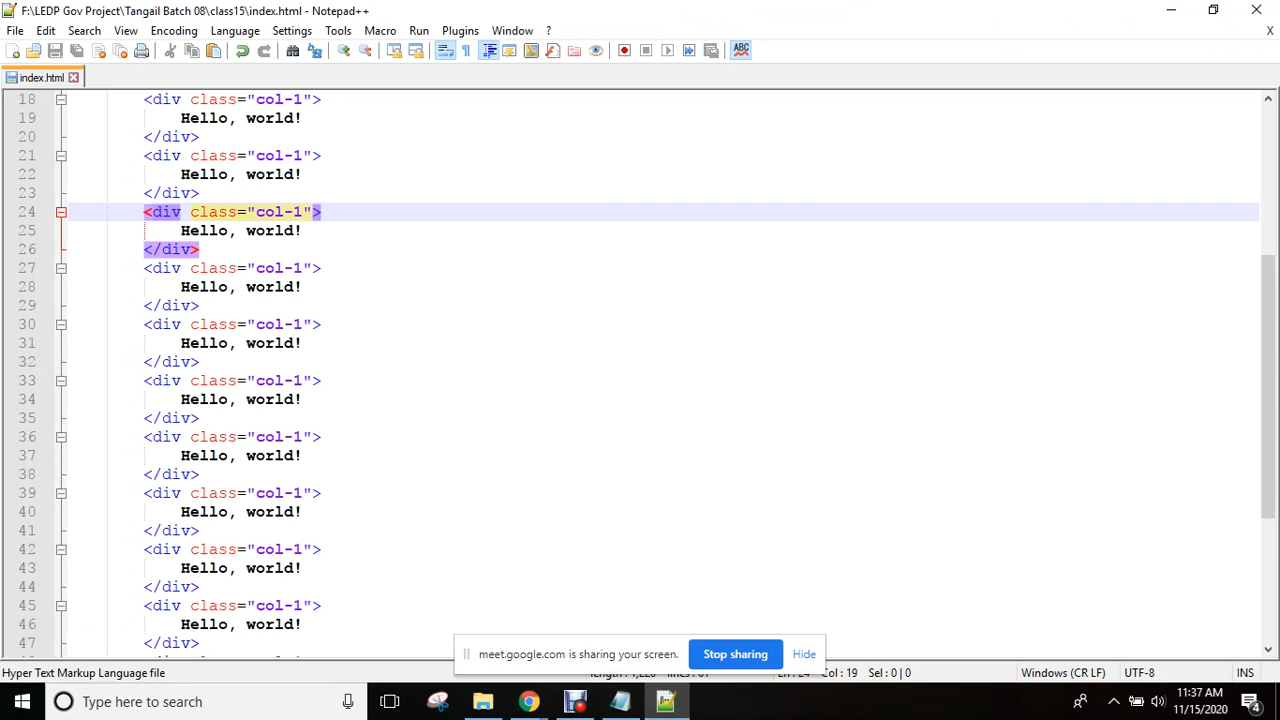 F:\LEDP Gov Project\Tangail Batch 08\class15\index.html - Notepad++
File Edit Search View Encoding Language Settings Tools Macro Run Plugins Window ? X
ABC
index.html
18 <div class="col-1">
19 Hello, world!
20 </div>
21 <div class="col-1">
22 Hello, world!
23 </div>
24 <div class="col-1">
25 Hello, world!
26 </div>
27 <div class="col-1">
28 Hello, world!
29 </div>
30 <div class="col-1">
31 Hello, world!
32 </div>
33 <div class="col-1">
34 Hello, world!
35 </div>
36 <div class="col-1">
37 Hello, world!
38 </div>
39 <div class="col-1">
40 Hello, world!
41 </div>
42 <div class="col-1">
43 Hello, world!
44 </div>
45 <div class="col-1">
46 Hello, world!
47 </div>
meet.google.com is sharing your screen. Stop sharing Hide
Hyper Text Markup Language file Col : 19 Sel : 0 | 0 Windows (CR LF) UTF-8 INS
Type here to search
11:37 AM
11/15/2020
4